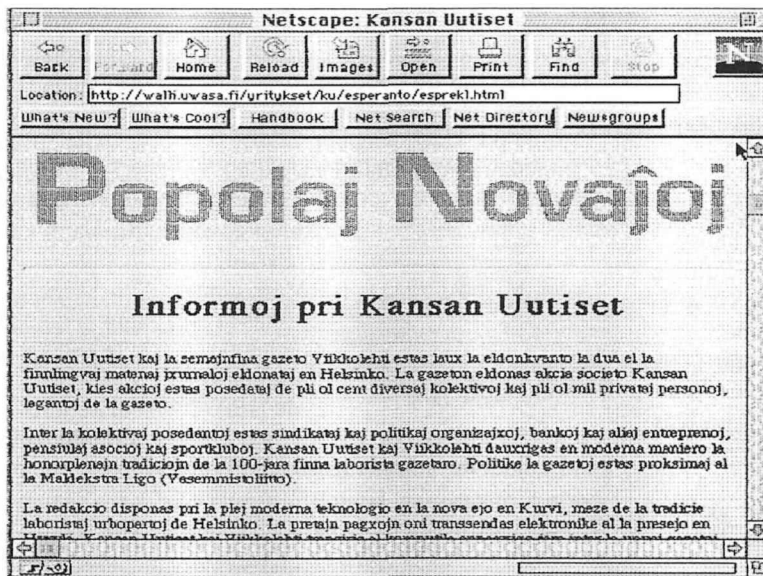 Netscape: Kansan Uutiset
Back Forward Home Reload Images Open Print Find Stop
N
Location: http://walhi.uwasa.fi/yritykset/ku/esperanto/esprek1.html
What's New? What's Cool? Handbook Net Search Net Directory Newsgroups
Popolaj Novaĵoj
Informoj pri Kansan Uutiset
Kansan Uutiset kaj la semajnfina gazeto Viikkolehti estas laux la eldonkvanto la dua el la
finnlingvaj matenaj jxurnaloj eldonataj en Helsinko. La gazeton eldonas akcia societo Kansan
Uutiset, kies akcioj estas posedataj de pli ol cent diversaj kolektivoj kaj pli ol mil privataj personoj,
legantoj de la gazeto.
Inter la kolektivaj posedantoj estas sindikataj kaj politikaj organizajxoj, bankoj kaj aliaj entreprenoj,
pensiulaj asocioj kaj sportkluboj. Kansan Uutiset kaj Viikkolehti dauxrigas en moderna maniero la
honorplenajn tradiciojn de la 100-jara finna laborista gazetaro. Politike la gazetoj estas proksimaj al
la Maldekstra Ligo (Vasemmistoliitto).
La redakcio disponas pri la plej moderna teknologio en la nova ejo en Kurvi, meze de la tradicie
laboristaj urbopartoj de Helsinko. La pretajn pagxojn oni transsendas elektronike al la presejo en
Kansan Uutiset kaj Viikkolehti